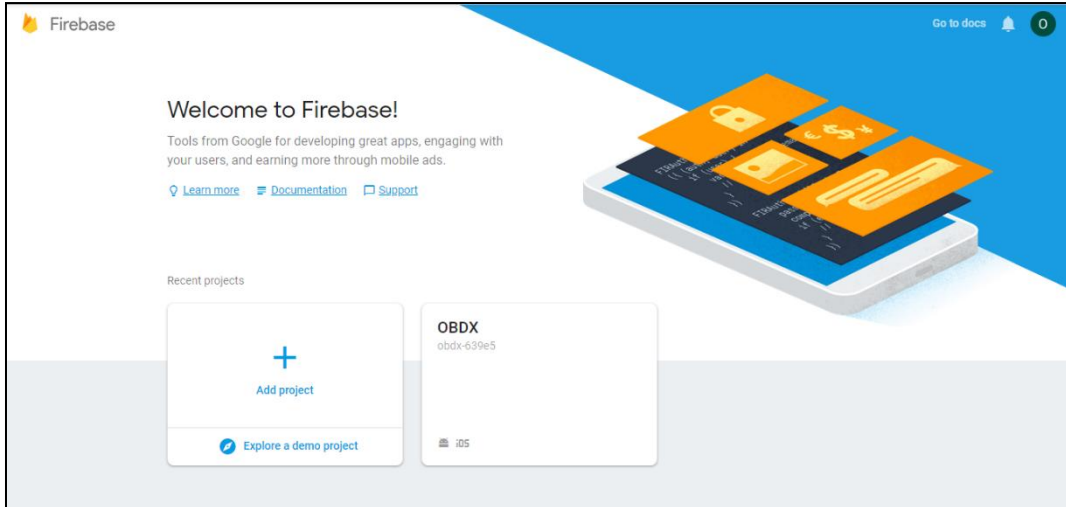 Firebase
Go to docs
O
Welcome to Firebase!
Tools from Google for developing great apps, engaging with
your users, and earning more through mobile ads.
Learn more Documentation Support
Recent projects
Add project
Explore a demo project
OBDX
obdx-639e5
iOS